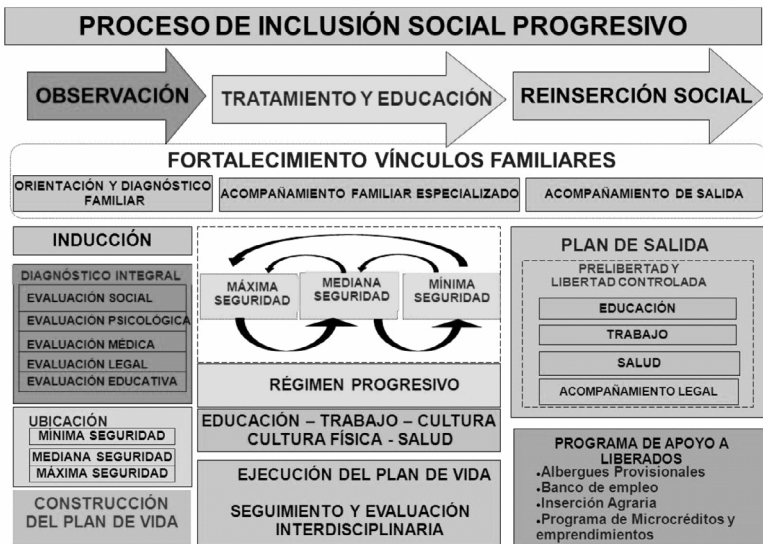 PROCESO DE INCLUSIÓN SOCIAL PROGRESIVO
OBSERVACIÓN
TRATAMIENTO Y EDUCACIÓN
REINSERCIÓN SOCIAL
FORTALECIMIENTO VÍNCULOS FAMILIARES
ORIENTACIÓN Y DIAGNÓSTICO
FAMILIAR
ACOMPAÑAMIENTO FAMILIAR ESPECIALIZADO
ACOMPAÑAMIENTO DE SALIDA
INDUCCIÓN
DIAGNÓSTICO INTEGRAL
EVALUACIÓN SOCIAL
EVALUACIÓN PSICOLÓGICA
EVALUACIÓN MÉDICA
EVALUACIÓN LEGAL
EVALUACIÓN EDUCATIVA
UBICACIÓN
MÍNIMA SEGURIDAD
MEDIANA SEGURIDAD
MÁXIMA SEGURIDAD
CONSTRUCCIÓN
DEL PLAN DE VIDA
MÁXIMA
SEGURIDAD
MEDIANA
SEGURIDAD
MÍNIMA
SEGURIDAD
RÉGIMEN PROGRESIVO
EDUCACIÓN – TRABAJO – CULTURA
CULTURA FÍSICA - SALUD
EJECUCIÓN DEL PLAN DE VIDA
SEGUIMIENTO Y EVALUACIÓN
INTERDISCIPLINARIA
PLAN DE SALIDA
PRELIBERTAD Y
LIBERTAD CONTROLADA
EDUCACIÓN
TRABAJO
SALUD
ACOMPAÑAMIENTO LEGAL
PROGRAMA DE APOYO A
LIBERADOS
•Albergues Provisionales
•Banco de empleo
•Inserción Agraria
•Programa de Microcréditos y
emprendimientos